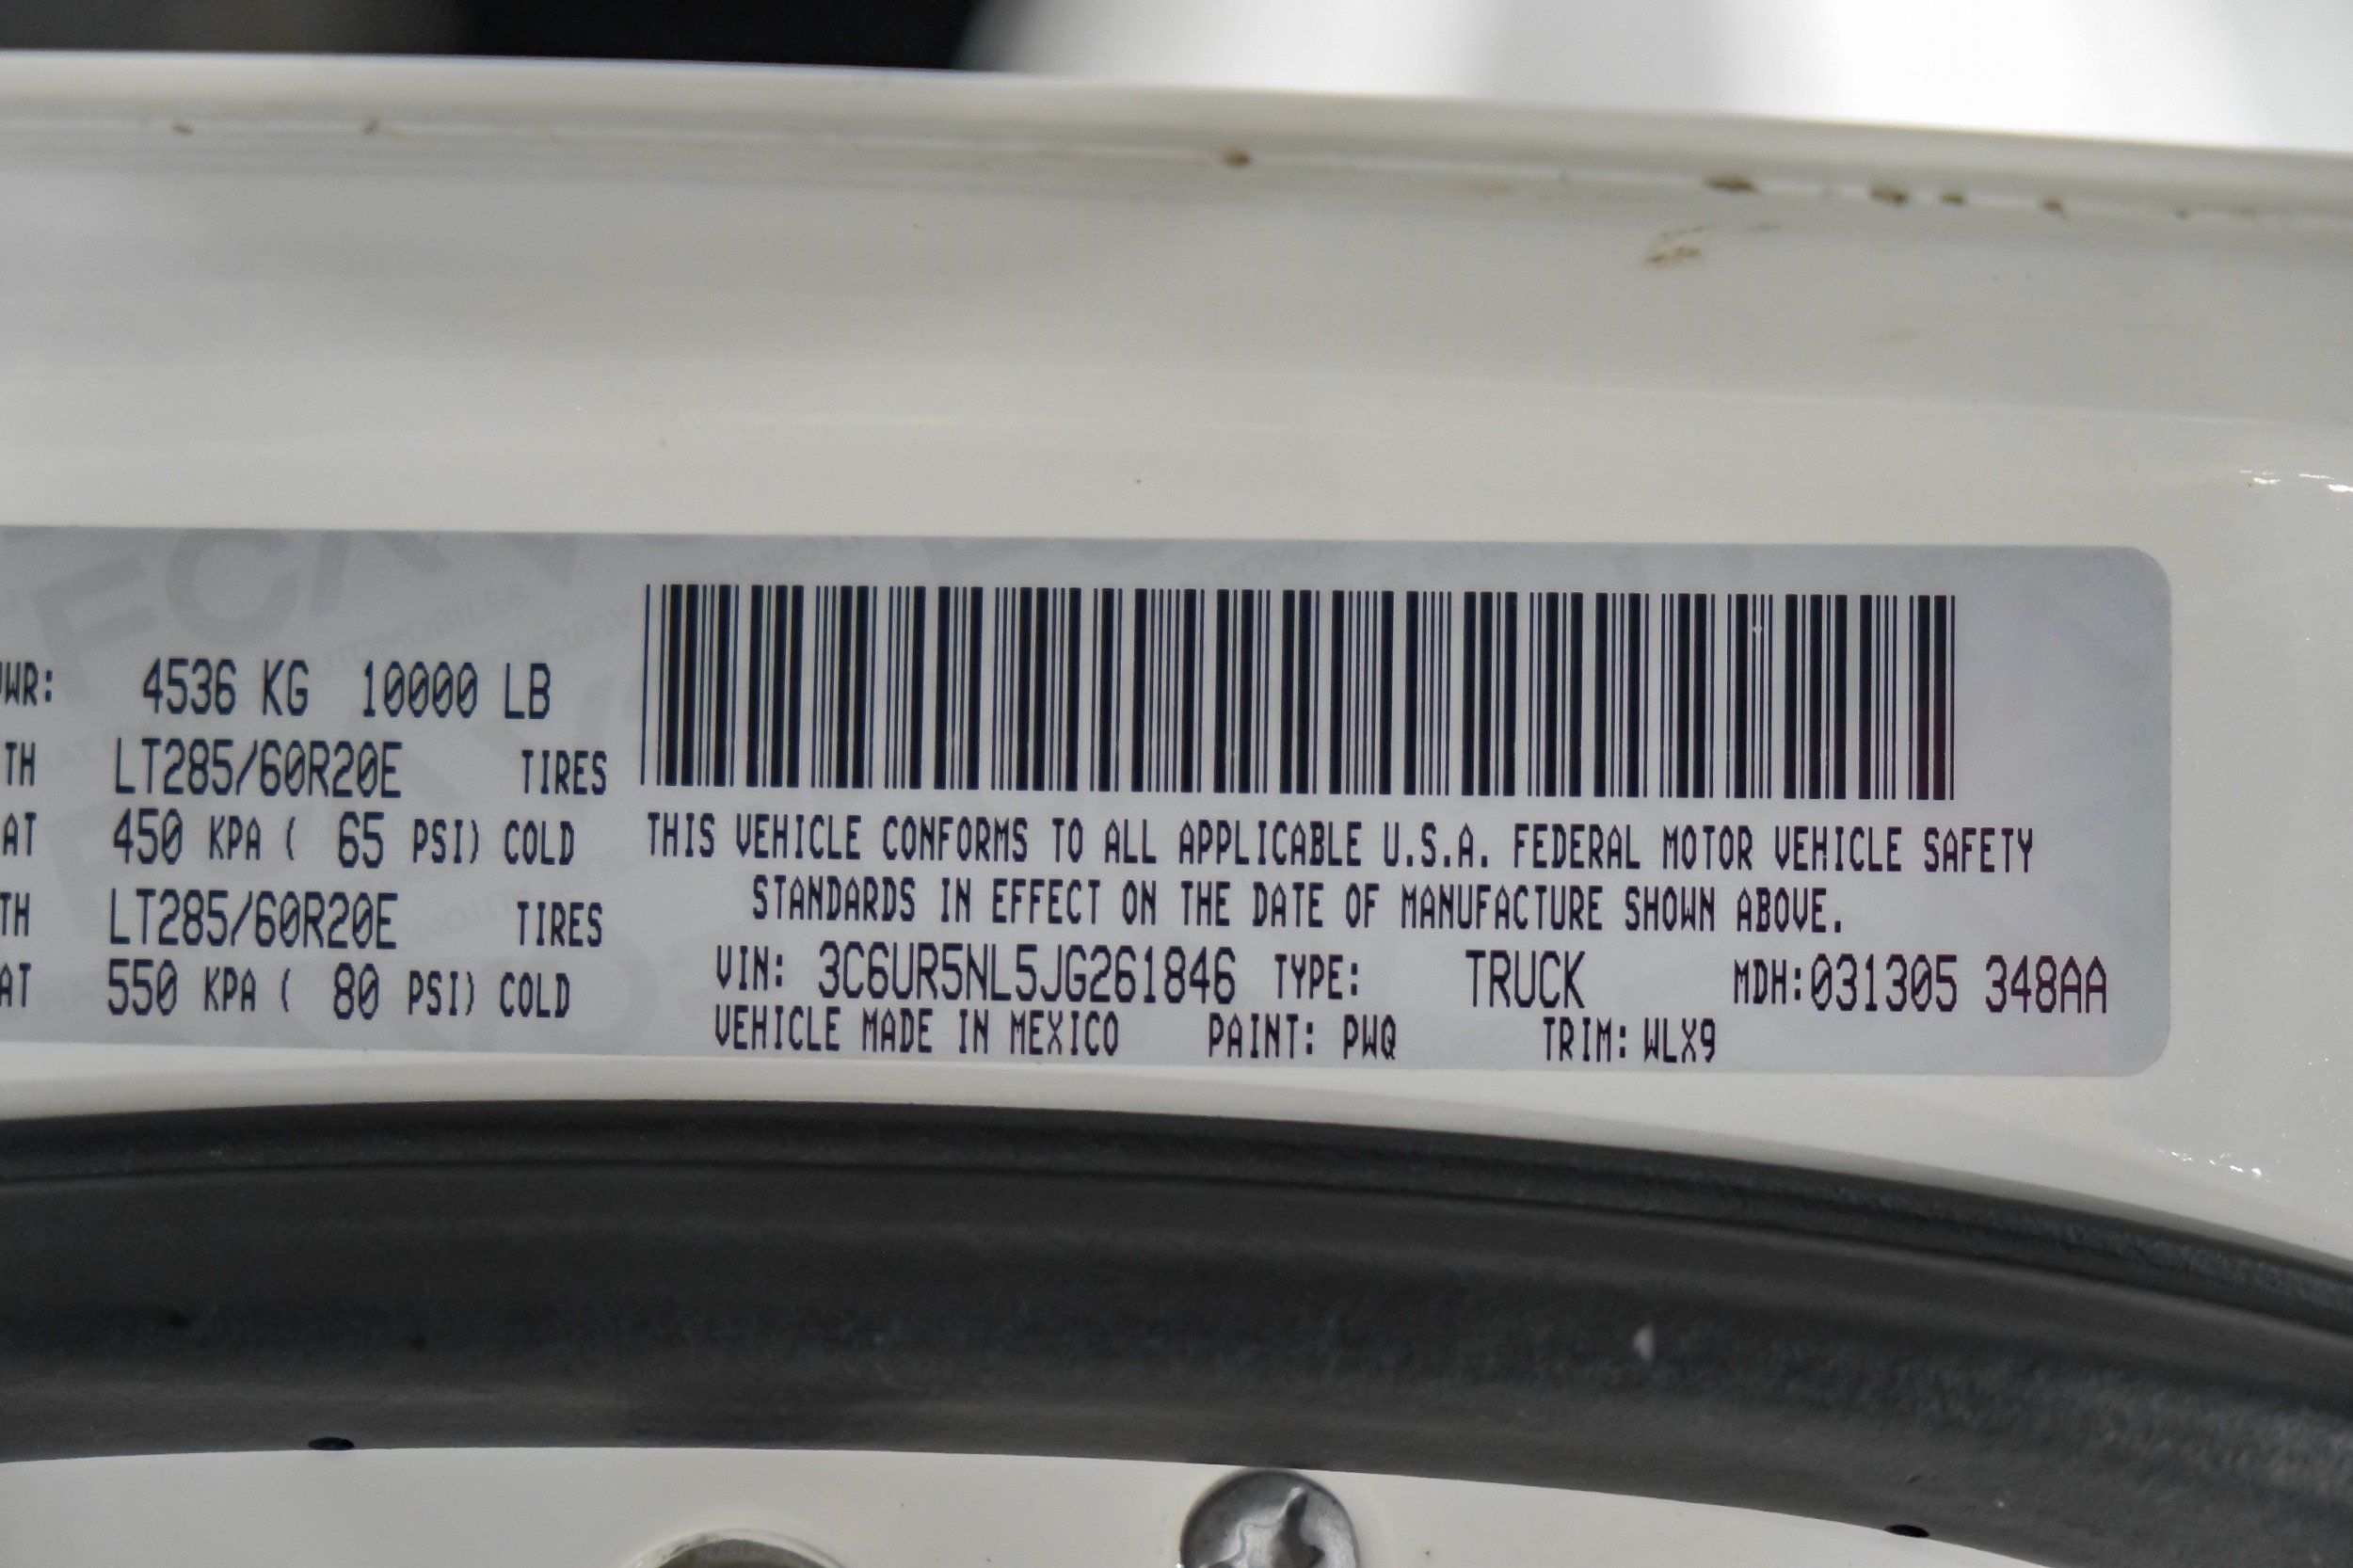 WR: 4536 KG 10000 LB
TH LT285/60R20E TIRES
AT 450 KPA ( 65 PSI) COLD
TH LT285/60R20E TIRES
AT 550 KPA ( 80 PSI) COLD
THIS VEHICLE CONFORMS TO ALL APPLICABLE U.S.A. FEDERAL MOTOR VEHICLE SAFETY
STANDARDS IN EFFECT ON THE DATE OF MANUFACTURE SHOWN ABOVE.
VIN: 3C6UR5NL5JG261846 TYPE: TRUCK MDH:031305 348AA
VEHICLE MADE IN MEXICO PAINT: PWQ TRIM: WLX9